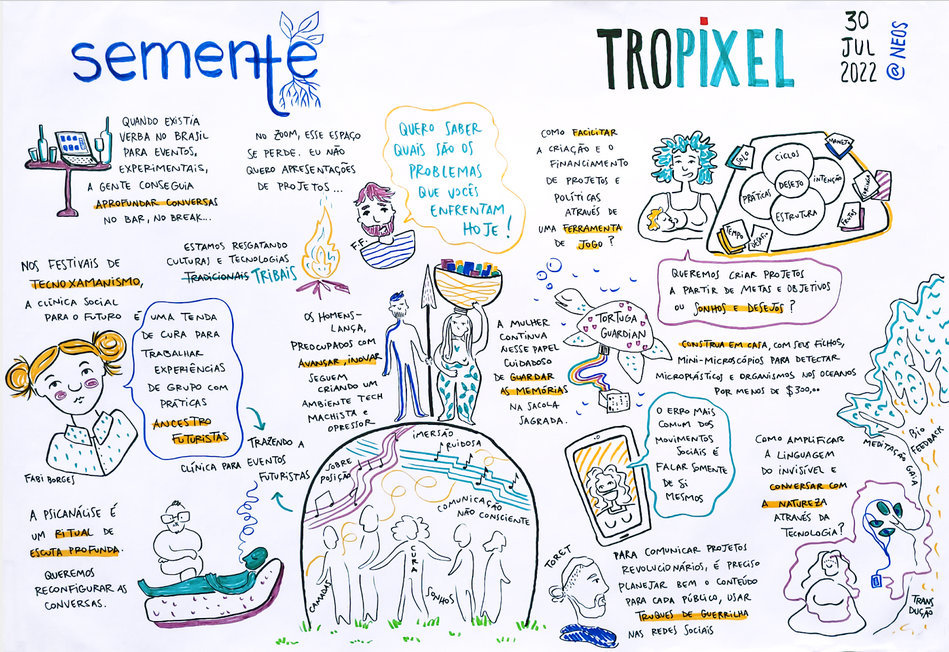 semente
TROPIXEL
30
JUL
2022
@NEOS
QUANDO EXISTIA
VERBA NO BRASIL
PARA EVENTOS,
EXPERIMENTAIS,
A GENTE CONSEGUIA
APROFUNDAR CONVERSAS
NO BAR, NO BREAK...
NO ZOOM, ESSE ESPAÇO
SE PERDE. EU NÃO
QUERO APRESENTAÇÕES
DE PROJETOS...
QUERO SABER
QUAIS SÃO OS
PROBLEMAS
QUE VOCÊS
ENFRENTAM
HOJE!
F.F.
COMO FACILITAR
A CRIAÇÃO E O
FINANCIAMENTO
DE PROJETOS E
POLÍTICAS
ATRAVÉS DE
UMA FERRAMENTA
DE JOGO?
SOLO
MANEJO
CICLOS
PRÁTICAS
DESEJO
INTENÇÃO
ESTRUTURA
TEMPO
FRUTOS
QUEREMOS CRIAR PROJETOS
A PARTIR DE METAS E OBJETIVOS
OU SONHOS E DESEJOS?
ESTAMOS RESGATANDO
CULTURAS E TECNOLOGIAS
TRADICIONAIS TRIBAIS
NOS FESTIVAIS DE
TECNOXAMANISMO,
A CLÍNICA SOCIAL
PARA O FUTURO É
UMA TENDA
DE CURA PARA
TRABALHAR
EXPERIÊNCIAS
DE GRUPO COM
PRÁTICAS
ANCESTRO
FUTURISTAS
FABI BORGES
TRAZENDO A
CLÍNICA PARA EVENTOS
FUTURISTAS
OS HOMENS-
LANÇA,
PREOCUPADOS COM
AVANÇAR, INOVAR
SEGUEM
CRIANDO UM
AMBIENTE TECH
MACHISTA E
OPRESSOR
A MULHER
CONTINUA
NESSE PAPEL
CUIDADOSO
DE GUARDAR
AS MEMÓRIAS
NA SACOLA
SAGRADA.
TORTUGA
GUARDIAN
CONSTRUA EM CASA, COM SEUS FILHOS,
MINI-MICROSCÓPIOS PARA DETECTAR
MICROPLÁSTICOS E ORGANISMOS NOS OCEANOS
POR MENOS DE $300,00
O ERRO MAIS
COMUM DOS
MOVIMENTOS
SOCIAIS É
FALAR SOMENTE
DE SI
MESMOS
COMO AMPLIFICAR
A LINGUAGEM
DO INVISÍVEL E
CONVERSAR COM
A NATUREZA
ATRAVÉS DA
TECNOLOGIA?
MEDITAÇÃO GAIA
BIO
FEEDBACK
TRANS
DUÇÃO
A PSICANÁLISE É
UM RITUAL DE
ESCUTA PROFUNDA.
QUEREMOS
RECONFIGURAR AS
CONVERSAS.
SOBRE
POSIÇÃO
IMERSÃO
RUIDOSA
COMUNICAÇÃO
NÃO CONSCIENTE
CAMADAS
CURA
SONHOS
TORET
PARA COMUNICAR PROJETOS
REVOLUCIONÁRIOS, É PRECISO
PLANEJAR BEM O CONTEÚDO
PARA CADA PÚBLICO, USAR
TRUQUES DE GUERRILHA
NAS REDES SOCIAIS